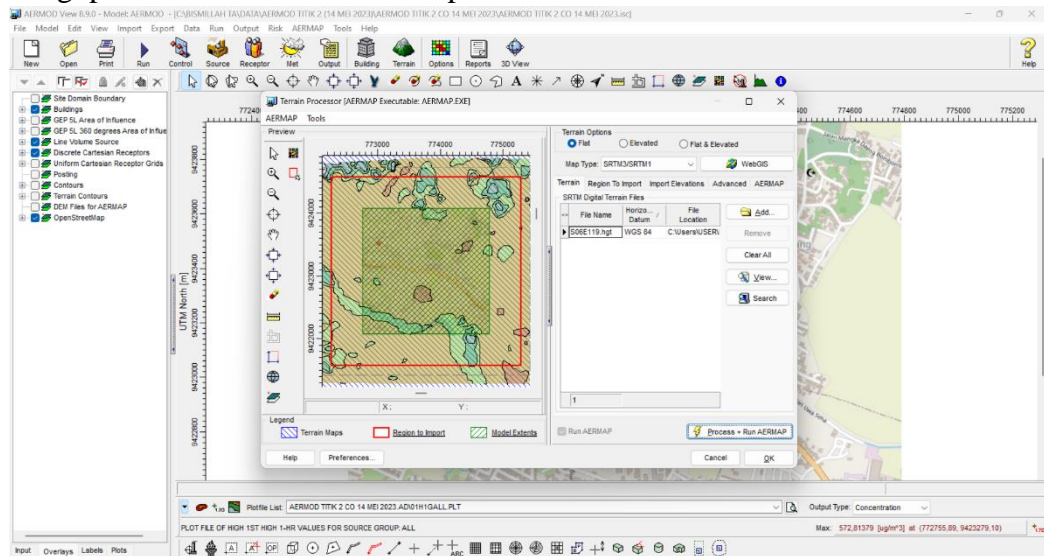 AERMOD View 8.9.0 - Model: AERMOD - [C:\BISMILLAH TA\DATA\AERMOD TITIK 2 (14 MEI 2023)\AERMOD TITIK 2 CO 14 MEI 2023\AERMOD TITIK 2 CO 14 MEI 2023.isc]
File Model Edit View Import Export Data Run Output Risk AERMAP Tools Help
New Open Print Run Control Source Receptor Met Output Building Terrain Options Reports 3D View Help
Site Domain Boundary
Buildings
GEP 5L Area of Influence
GEP 5L 360 degrees Area of Influe
Line Volume Source
Discrete Cartesian Receptors
Uniform Cartesian Receptor Grids
Posting
Contours
Terrain Contours
DEM Files for AERMAP
OpenStreetMap
774600 774800 775000 775200
UTM North [m]
9423800
9423600
9423400
9423200
9423000
9422800
Terrain Processor [AERMAP Executable: AERMAP.EXE]
AERMAP Tools
Preview
773000 774000 775000
9424000
9423000
9422000
X: Y:
Legend
Terrain Maps Region to Import Model Extents
Help Preferences...
Terrain Options
Flat Elevated Flat & Elevated
Map Type: SRTM3/SRTM1 WebGIS
Terrain Region To Import Import Elevations Advanced AERMAP
SRTM Digital Terrain Files
File Name Horizo... Datum File Location
S06E119.hgt WGS 84 C:\Users\USER\
Add...
Remove
Clear All
View...
Search
1
Run AERMAP Process + Run AERMAP
Cancel OK
Plotfile List: AERMOD TITIK 2 CO 14 MEI 2023.AD\01H1GALL.PLT Output Type: Concentration
PLOT FILE OF HIGH 1ST HIGH 1-HR VALUES FOR SOURCE GROUP: ALL Max: 572,81379 [ug/m^3] at (772755,89, 9423279,10)
Input Overlays Labels Plots